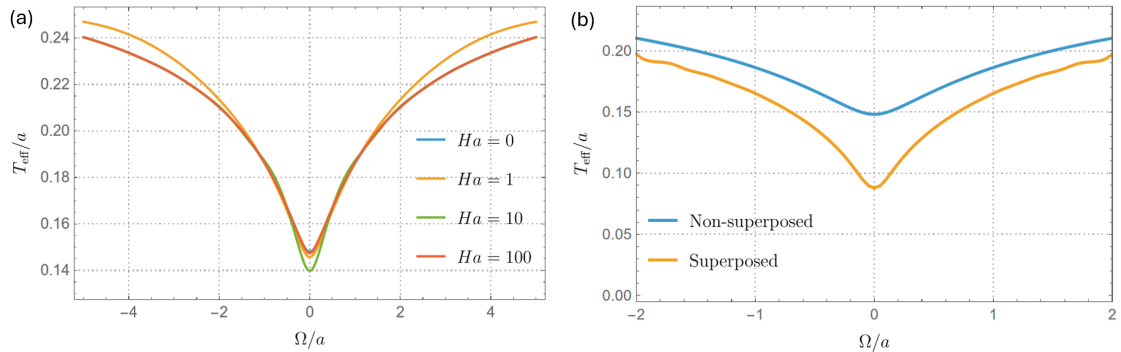 (a)
T_eff/a
0.24
0.22
0.20
0.18
0.16
0.14
−4
−2
0
2
4
Ω/a
Ha = 0
Ha = 1
Ha = 10
Ha = 100
(b)
T_eff/a
0.20
0.15
0.10
0.05
0.00
−2
−1
0
1
2
Ω/a
Non-superposed
Superposed